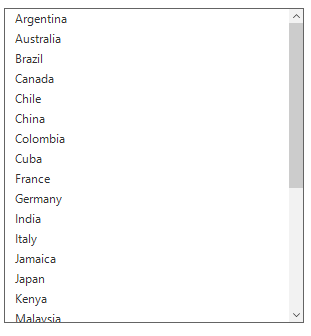 Argentina
Australia
Brazil
Canada
Chile
China
Colombia
Cuba
France
Germany
India
Italy
Jamaica
Japan
Kenya
Malaysia